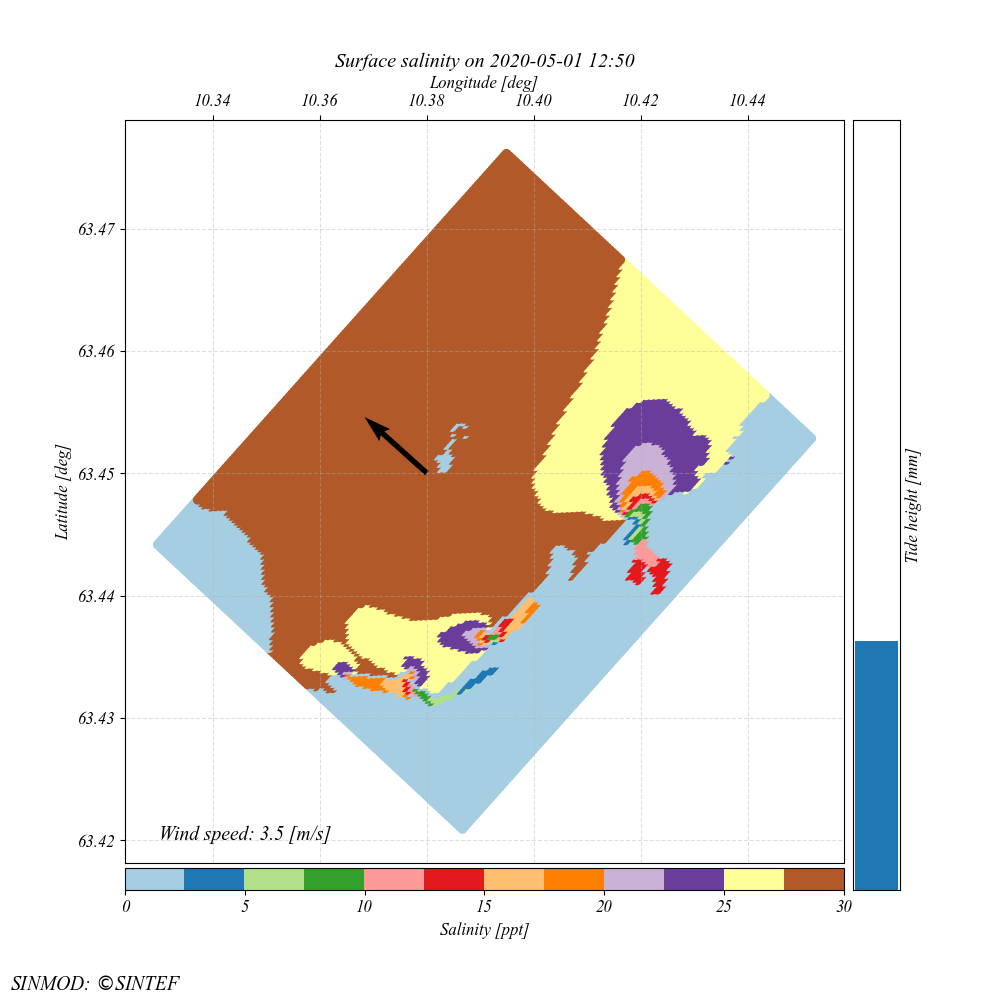 Surface salinity on 2020-05-01 12:50
Longitude [deg]
10.34 10.36 10.38 10.40 10.42 10.44
63.47
63.46
63.45
63.44
63.43
63.42
Latitude [deg]
Tide height [mm]
Wind speed: 3.5 [m/s]
0 5 10 15 20 25 30
Salinity [ppt]
SINMOD: ©SINTEF